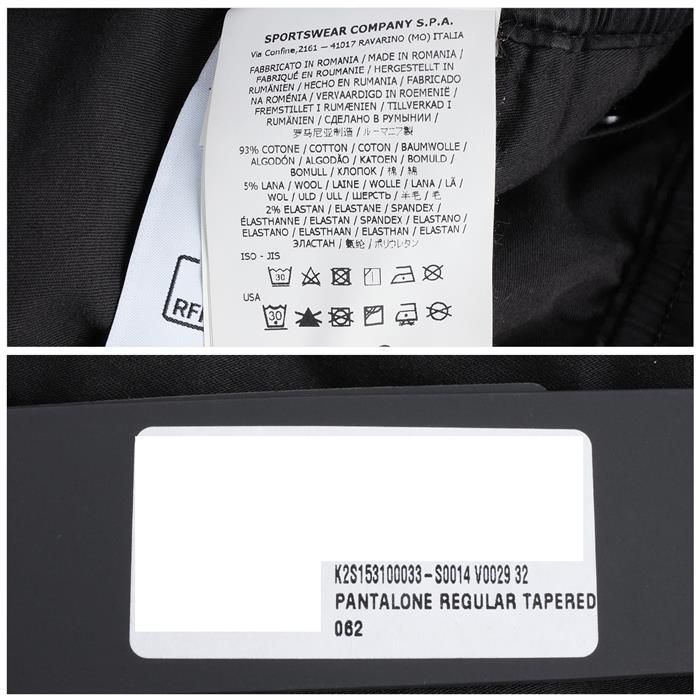 SPORTSWEAR COMPANY S.P.A.
Via Confine,2161 - 41017 RAVARINO (MO) ITALIA
FABBRICATO IN ROMANIA / MADE IN ROMANIA /
FABRIQUÉ EN ROUMANIE / HERGESTELLT IN
RUMÄNIEN / HECHO EN RUMANIA / FABRICADO
NA ROMÉNIA / VERVAARDIGD IN ROEMENIË /
FREMSTILLET I RUMÆNIEN / TILLVERKAD I
RUMÄNIEN / СДЕЛАНО В РУМЫНИИ /
罗马尼亚制造 / ルーマニア製
93% COTONE / COTTON / COTON / BAUMWOLLE /
ALGODÓN / ALGODÃO / KATOEN / BOMULD /
BOMULL / ХЛОПОК / 棉 / 綿
5% LANA / WOOL / LAINE / WOLLE / LANA / LÃ /
WOL / ULD / ULL / ШЕРСТЬ / 羊毛 / 毛
2% ELASTAN / ELASTANE / SPANDEX /
ÉLASTHANNE / ELASTAN / SPANDEX / ELASTANO /
ELASTANO / ELASTHAAN / ELASTHAN / ELASTAN /
ЭЛАСТАН / 氨纶 / ポリウレタン
ISO - JIS
30
USA
30
RFI
K2S153100033-S0014 V0029 32
PANTALONE REGULAR TAPERED
062